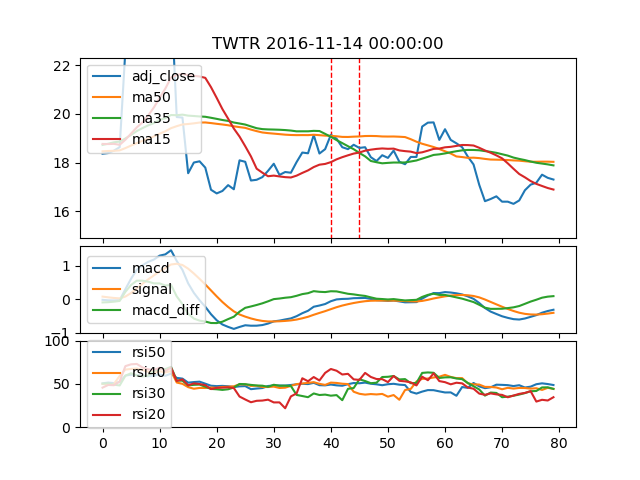 TWTR 2016-11-14 00:00:00
22
20
18
16
adj_close
ma50
ma35
ma15
1
0
−1
macd
signal
macd_diff
100
50
0
rsi50
rsi40
rsi30
rsi20
0 10 20 30 40 50 60 70 80